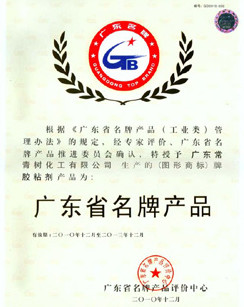 广东名牌
GUANGDONG TOP BRAND
根据《广东省名牌产品（工业类）管
理办法》的规定，经专家评价、广东省名
牌产品推进委员会确认，特授予 广东常
青树化工有限公司 生产的（图形商标）牌
胶粘剂 产品为：
广东省名牌产品
有效期：二〇一〇年十二月至二〇一三年十二月
广东省名牌产品评价中心
二〇一〇年十二月